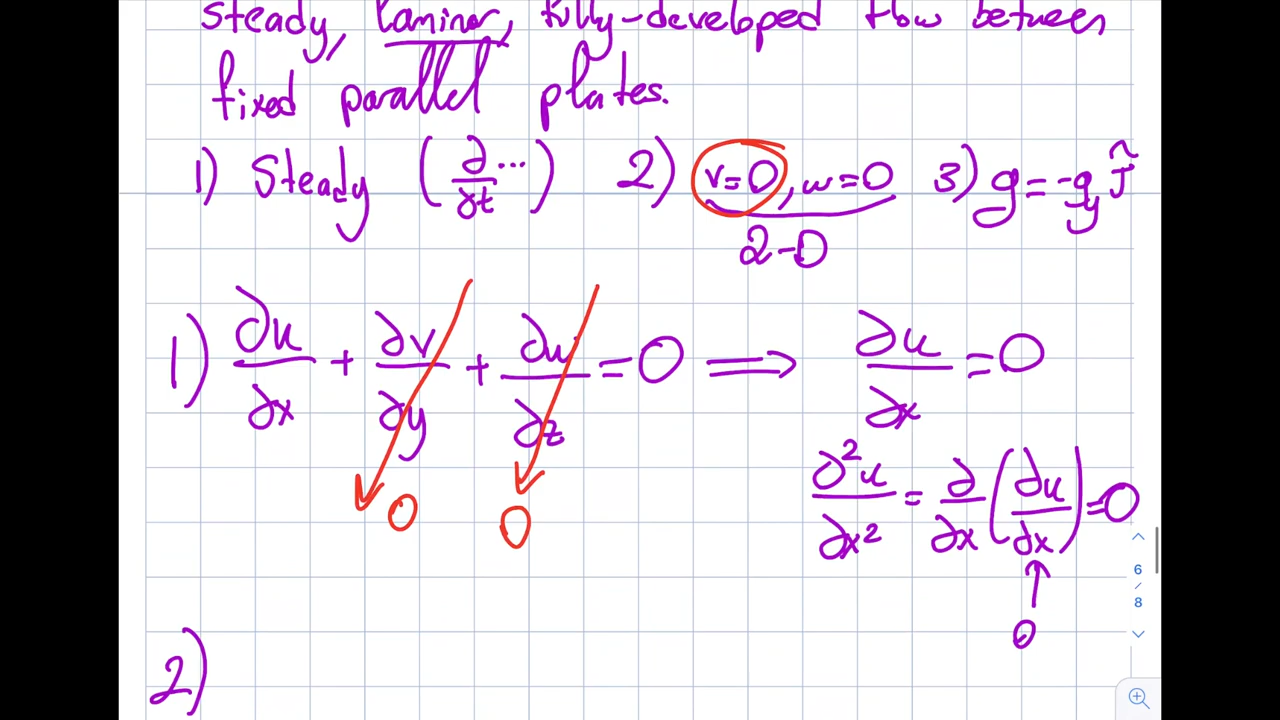 steady, laminar, fully-developed flow between
fixed parallel plates.
1) Steady (∂.../∂t) 2) v=0, w=0 3) g=-g_y ĵ
2-D
1) ∂u/∂x + ∂v/∂y + ∂w/∂z = 0 ⟹ ∂u/∂x = 0
0 0
∂²u/∂x² = ∂/∂x (∂u/∂x) = 0
↑
0
2)
6
/
8